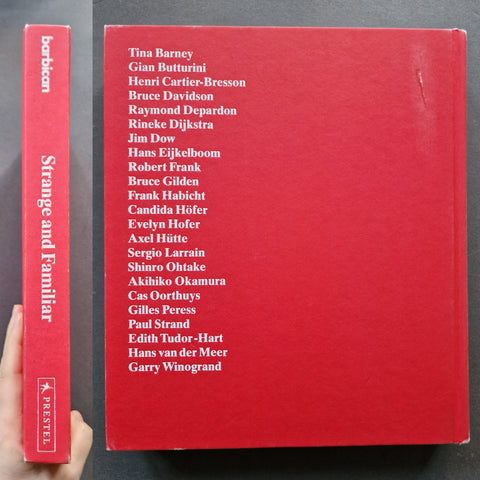 barbican
Strange and Familiar
PRESTEL
Tina Barney
Gian Butturini
Henri Cartier-Bresson
Bruce Davidson
Raymond Depardon
Rineke Dijkstra
Jim Dow
Hans Eijkelboom
Robert Frank
Bruce Gilden
Frank Habicht
Candida Höfer
Evelyn Hofer
Axel Hütte
Sergio Larrain
Shinro Ohtake
Akihiko Okamura
Cas Oorthuys
Gilles Peress
Paul Strand
Edith Tudor-Hart
Hans van der Meer
Garry Winogrand